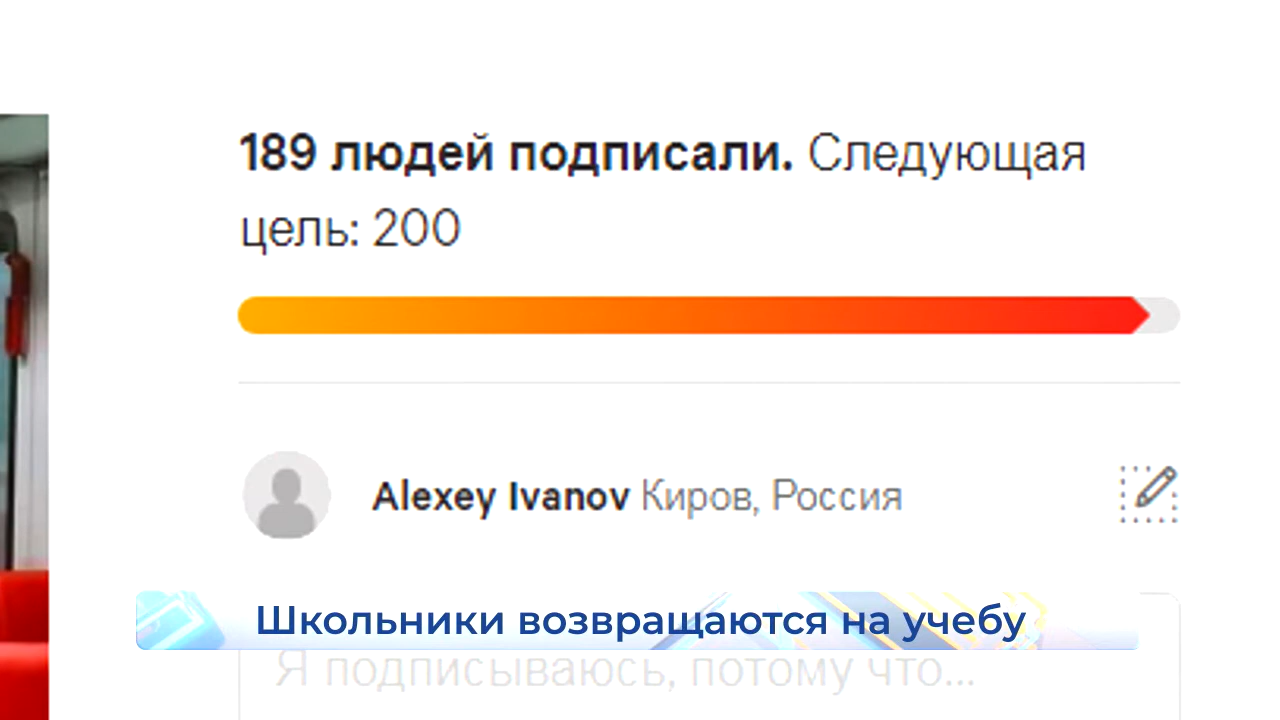 189 людей подписали. Следующая
цель: 200
Alexey Ivanov Киров, Россия
Школьники возвращаются на учебу
Я подписываюсь, потому что...